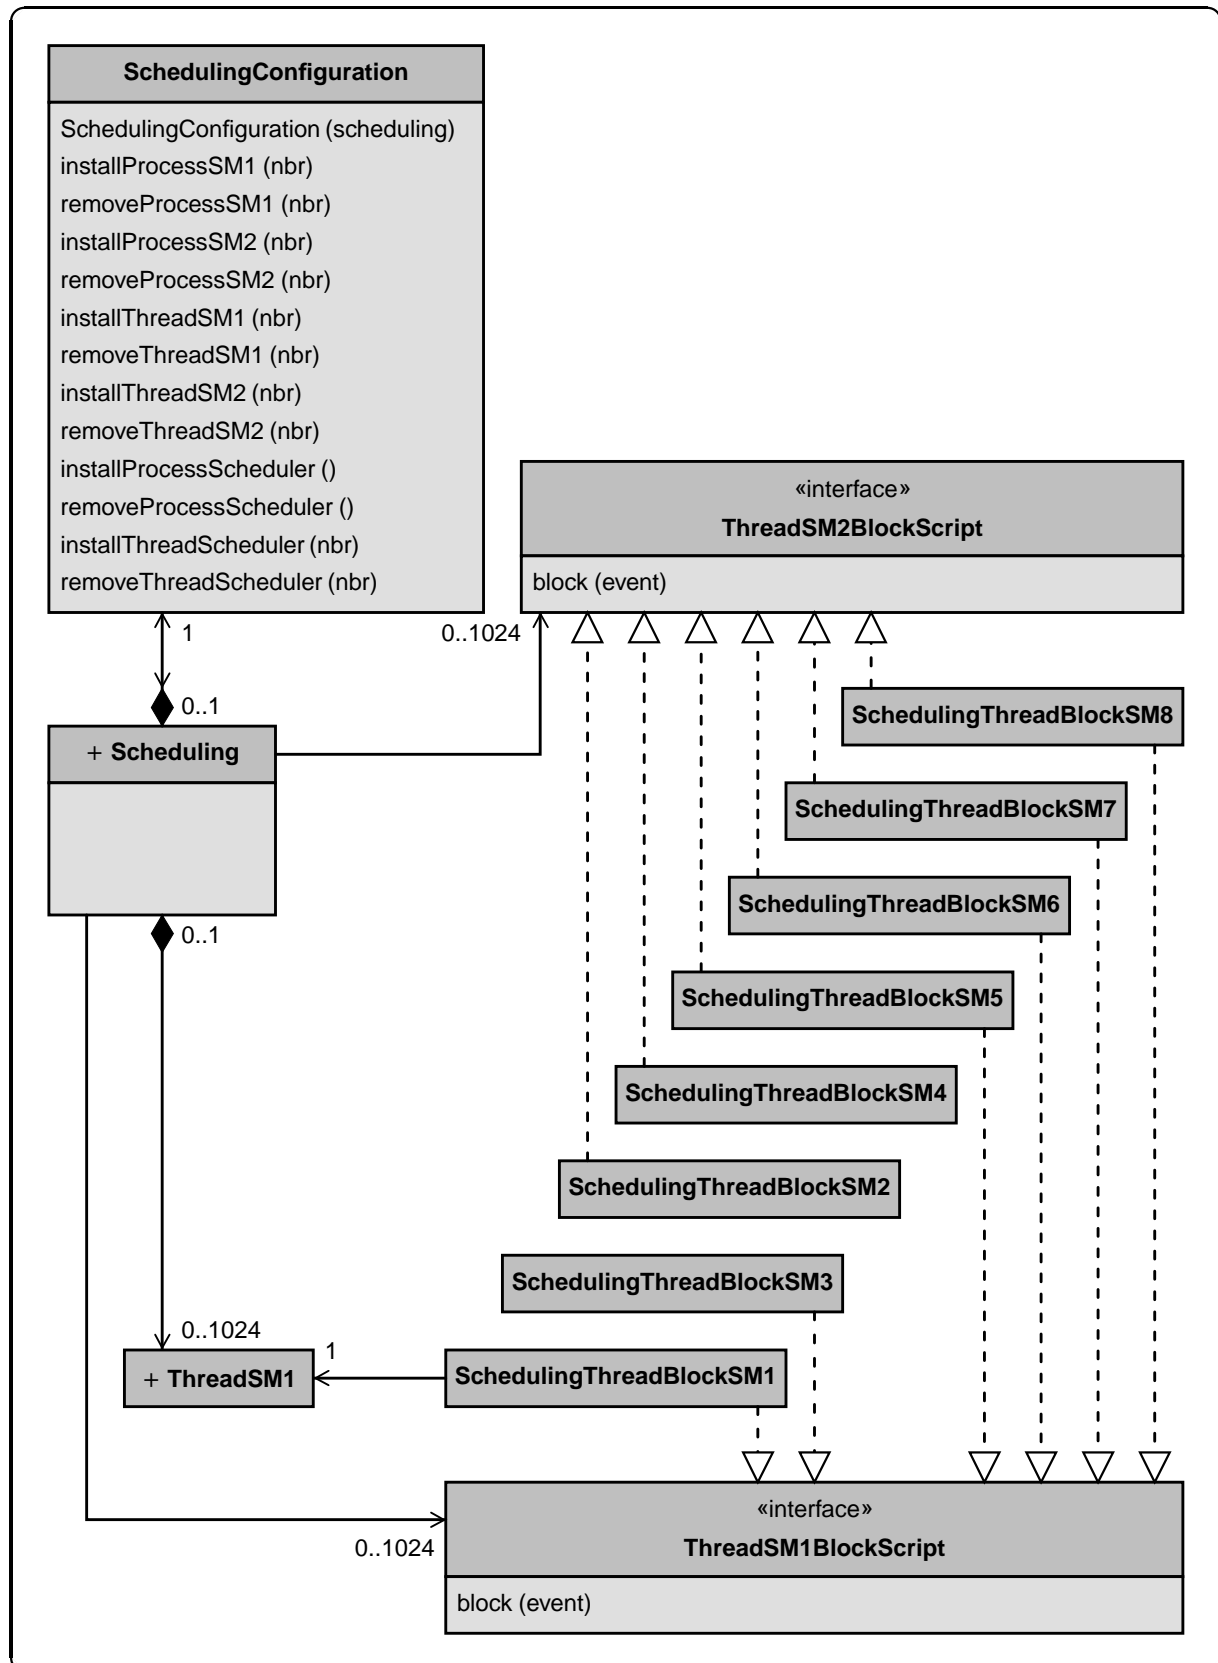 SchedulingConfiguration
SchedulingConfiguration (scheduling)
installProcessSM1 (nbr)
removeProcessSM1 (nbr)
installProcessSM2 (nbr)
removeProcessSM2 (nbr)
installThreadSM1 (nbr)
removeThreadSM1 (nbr)
installThreadSM2 (nbr)
removeThreadSM2 (nbr)
installProcessScheduler ()
removeProcessScheduler ()
installThreadScheduler (nbr)
removeThreadScheduler (nbr)
«interface»
ThreadSM2BlockScript
block (event)
1
0..1024
0..1
+ Scheduling
0..1
SchedulingThreadBlockSM8
SchedulingThreadBlockSM7
SchedulingThreadBlockSM6
SchedulingThreadBlockSM5
SchedulingThreadBlockSM4
SchedulingThreadBlockSM2
SchedulingThreadBlockSM3
0..1024
1
+ ThreadSM1
SchedulingThreadBlockSM1
0..1024
«interface»
ThreadSM1BlockScript
block (event)